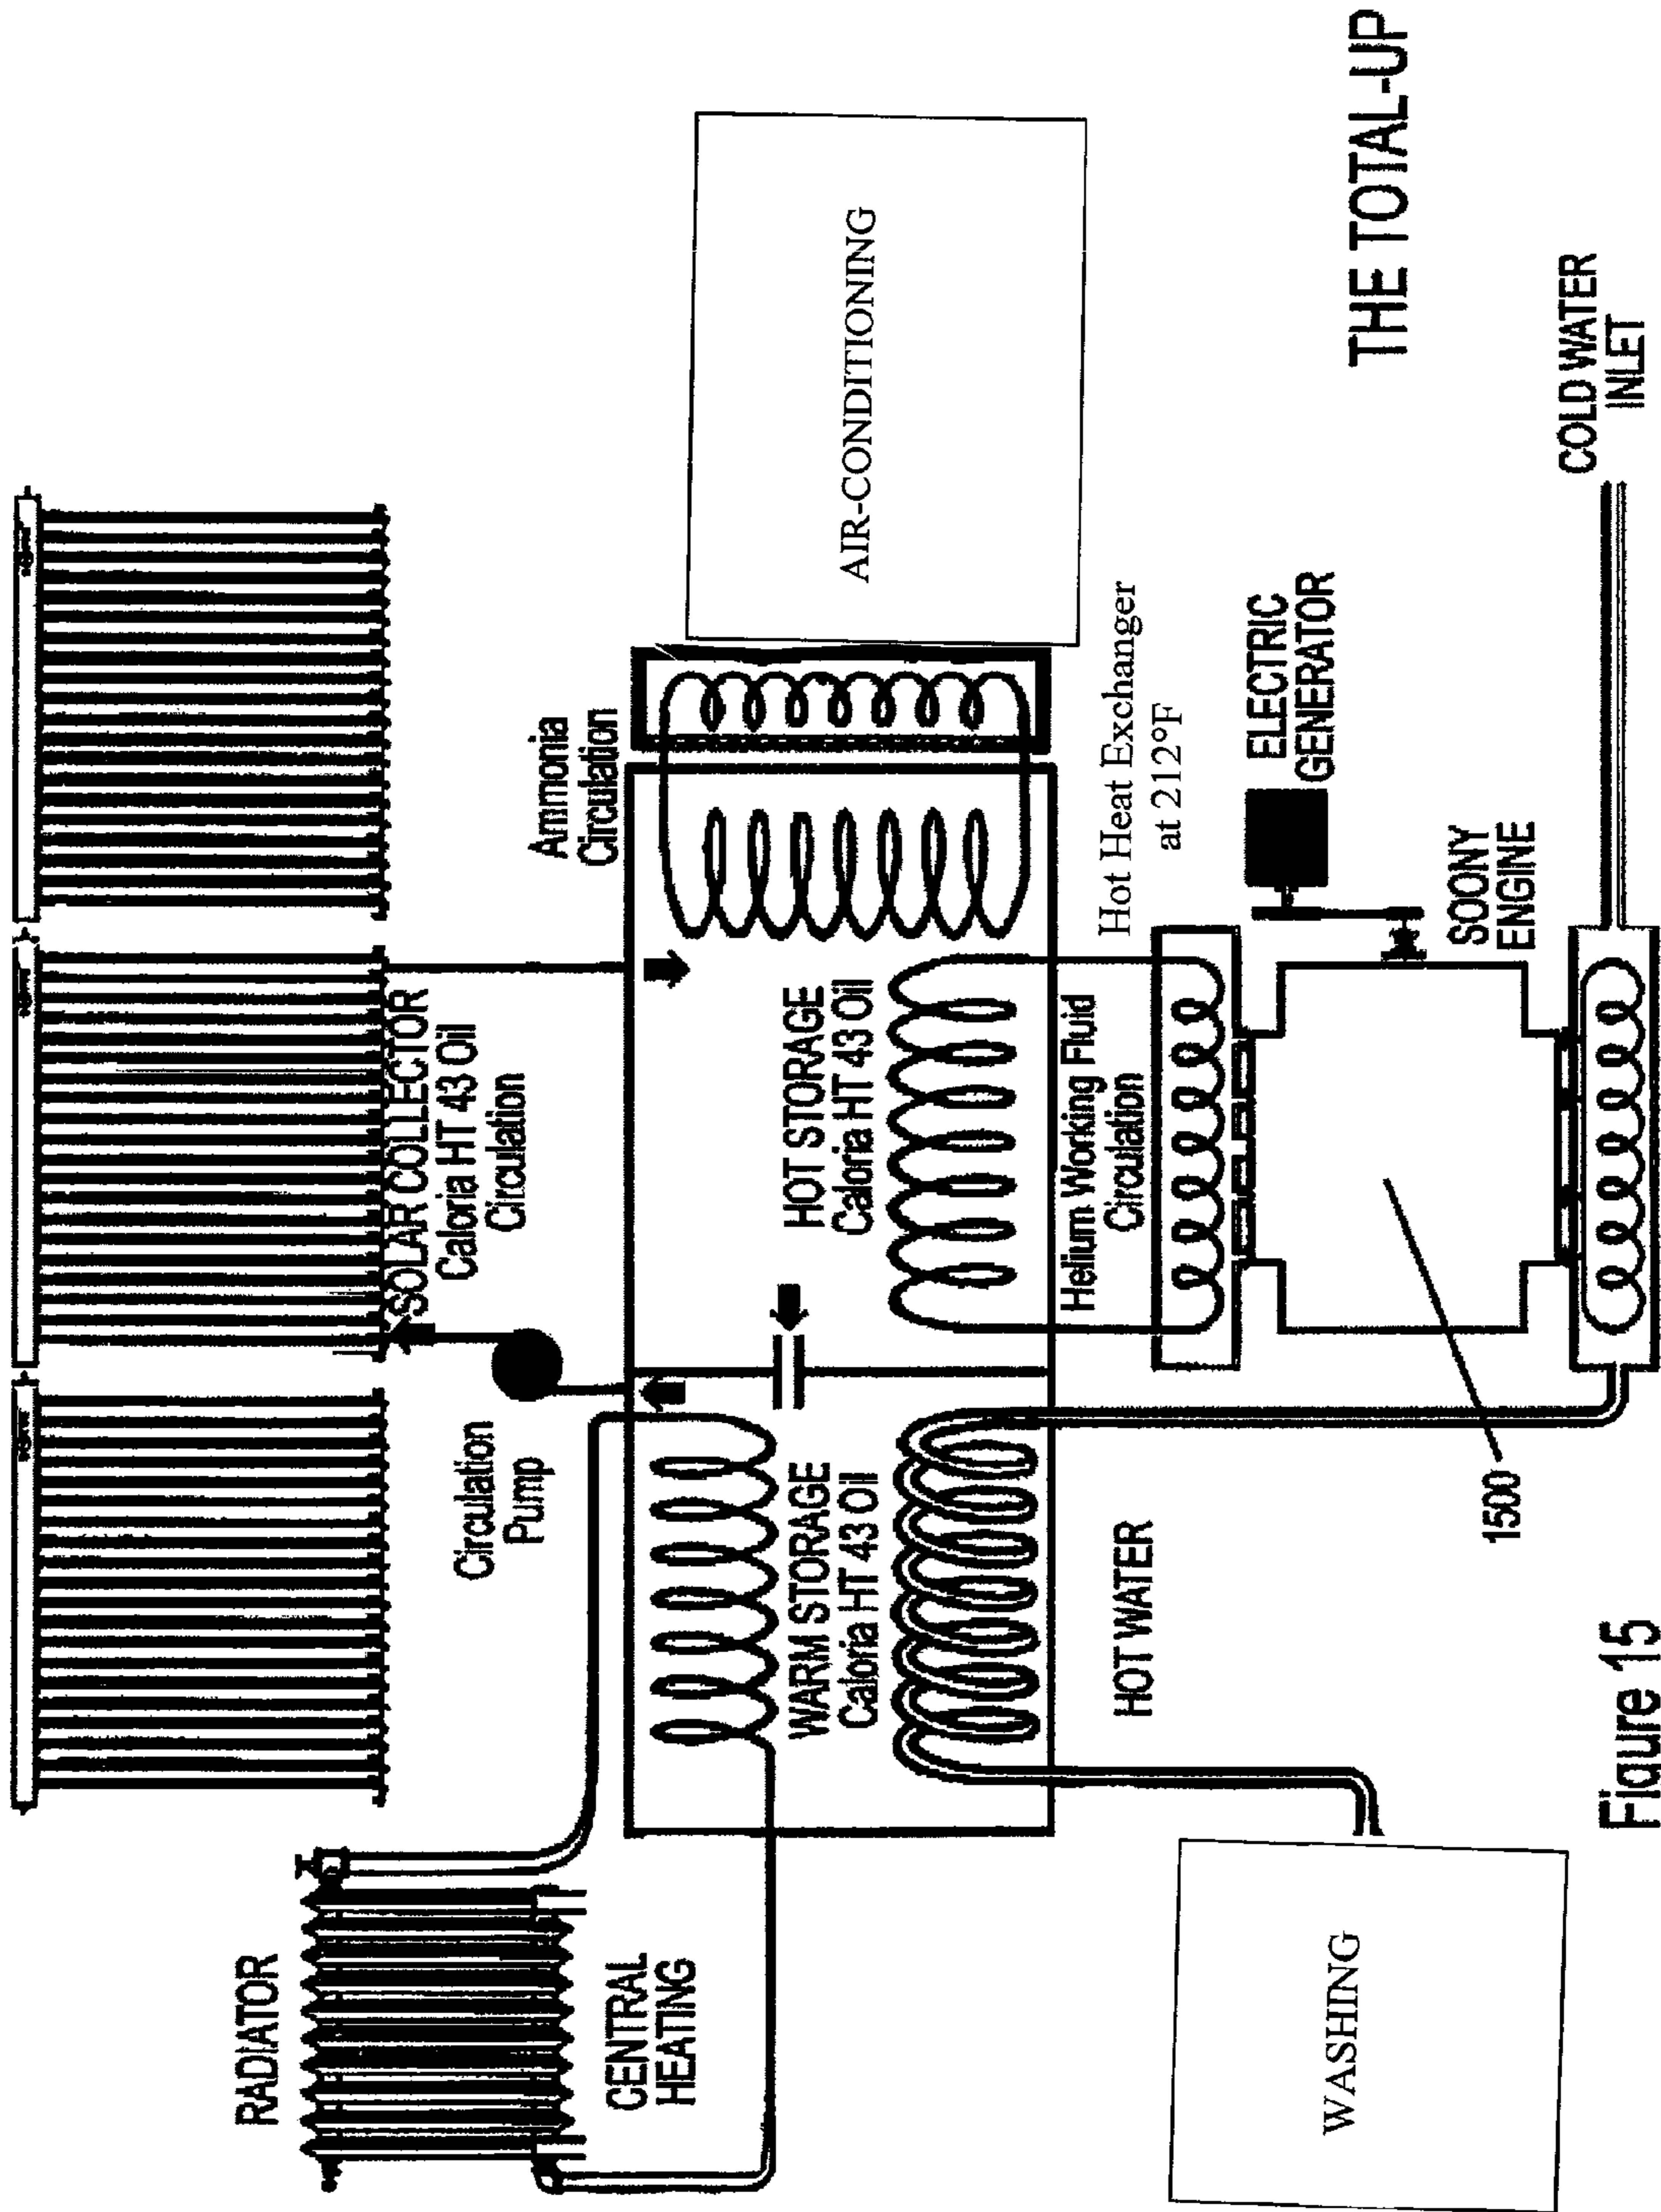 RADIATOR
CENTRAL
HEATING
SOLAR COLLECTOR
Caloria HT 43 Oil
Circulation
Circulation
Pump
Ammonia
Circulation
AIR-CONDITIONING
WARM STORAGE
Caloria HT 43 Oil
HOT STORAGE
Caloria HT 43 Oil
HOT WATER
Helium Working Fluid
Circulation
Hot Heat Exchanger
at 212°F
ELECTRIC
GENERATOR
SOONY
ENGINE
WASHING
1500
COLD WATER
INLET
THE TOTAL-UP
Figure 15